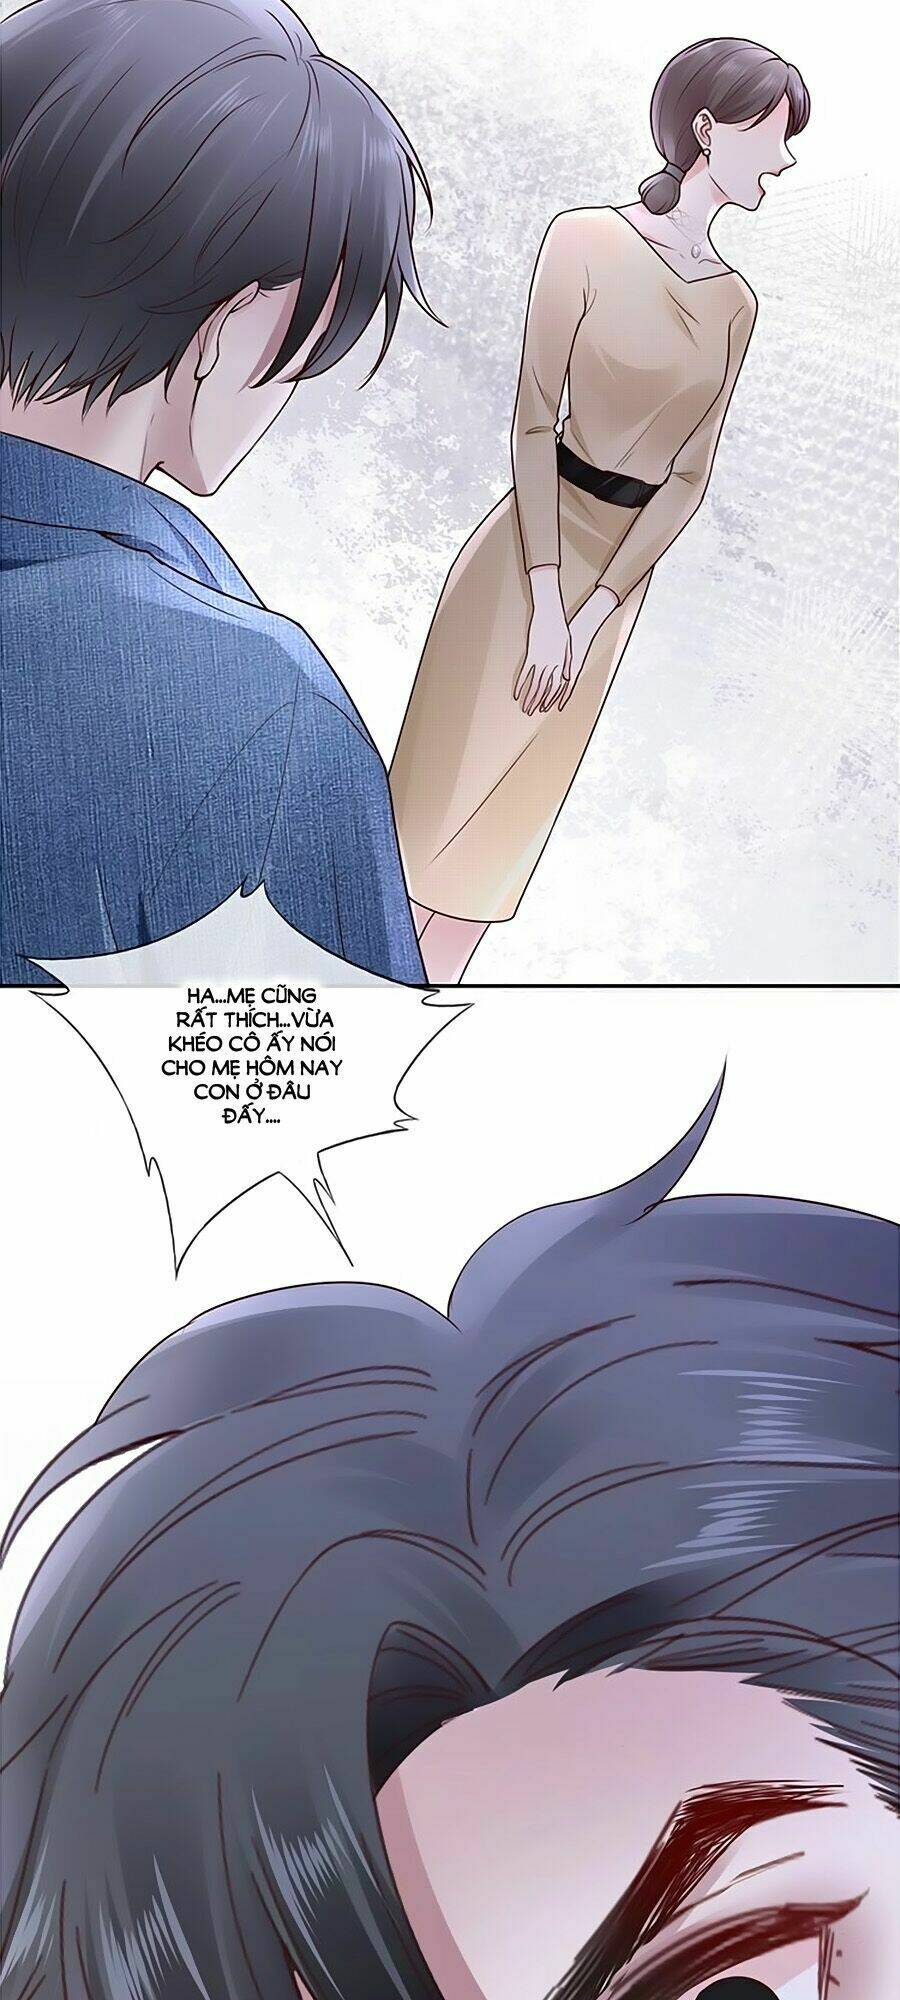 HA...MẸ CŨNG
RẤT THÍCH...VỪA
KHÉO CÔ ẤY NÓI
CHO MẸ HÔM NAY
CON Ở ĐÂU
ĐẤY....